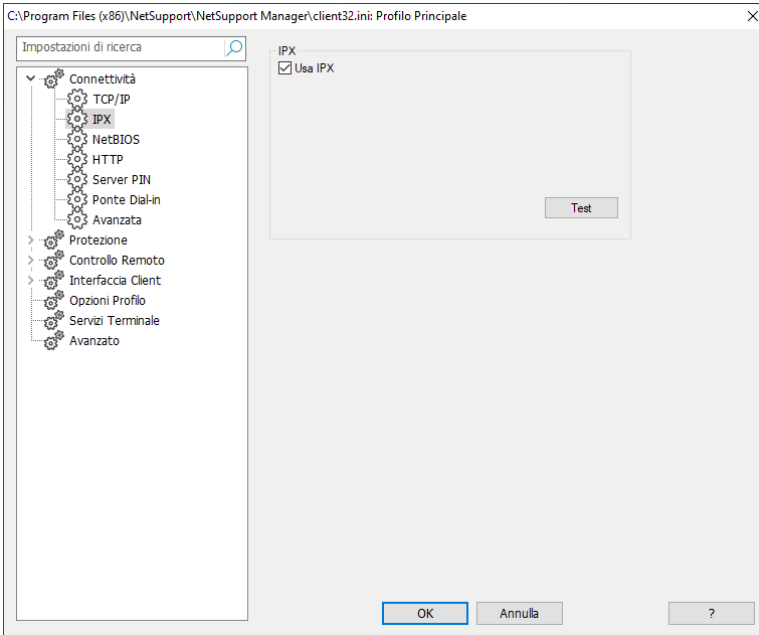 C:\Program Files (x86)\NetSupport\NetSupport Manager\client32.ini: Profilo Principale
Impostazioni di ricerca
Connettività
TCP/IP
IPX
NetBIOS
HTTP
Server PIN
Ponte Dial-in
Avanzata
Protezione
Controllo Remoto
Interfaccia Client
Opzioni Profilo
Servizi Terminale
Avanzato
IPX
Usa IPX
Test
OK
Annulla
?